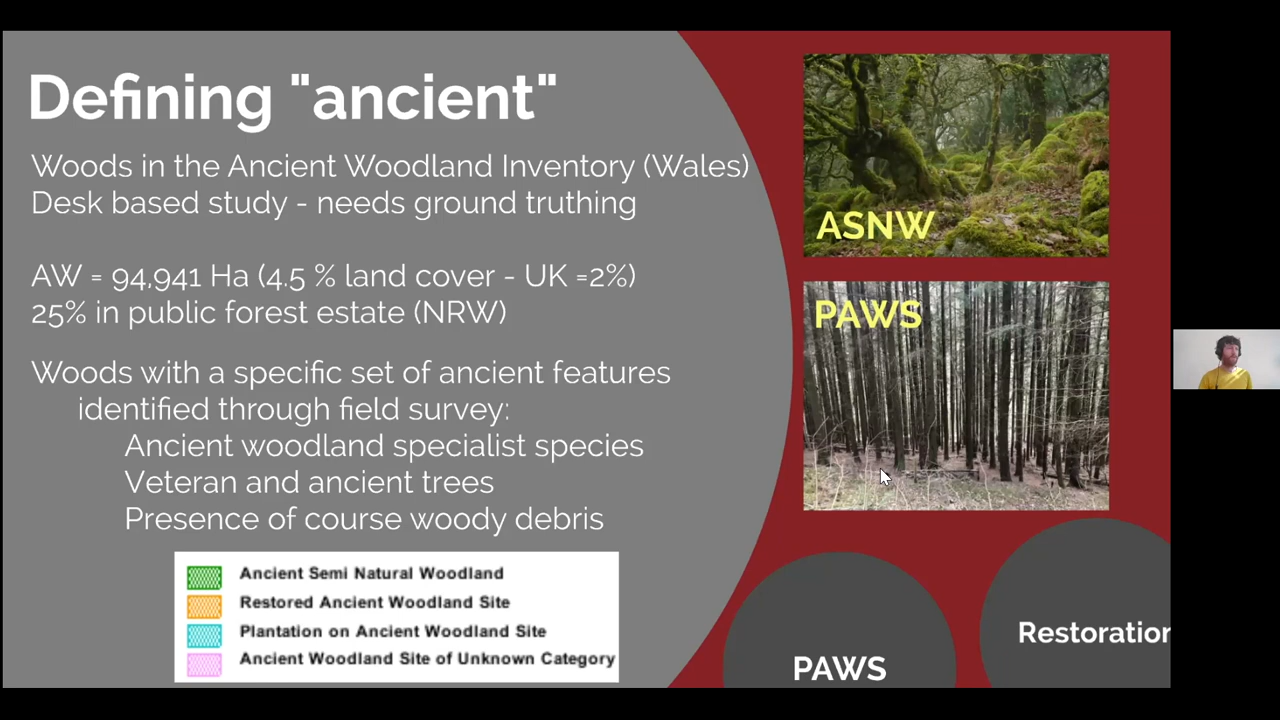 Defining "ancient"
Woods in the Ancient Woodland Inventory (Wales)
Desk based study - needs ground truthing
AW = 94,941 Ha (4.5 % land cover - UK =2%)
25% in public forest estate (NRW)
Woods with a specific set of ancient features
identified through field survey:
Ancient woodland specialist species
Veteran and ancient trees
Presence of course woody debris
Ancient Semi Natural Woodland
Restored Ancient Woodland Site
Plantation on Ancient Woodland Site
Ancient Woodland Site of Unknown Category
ASNW
PAWS
PAWS
Restoration